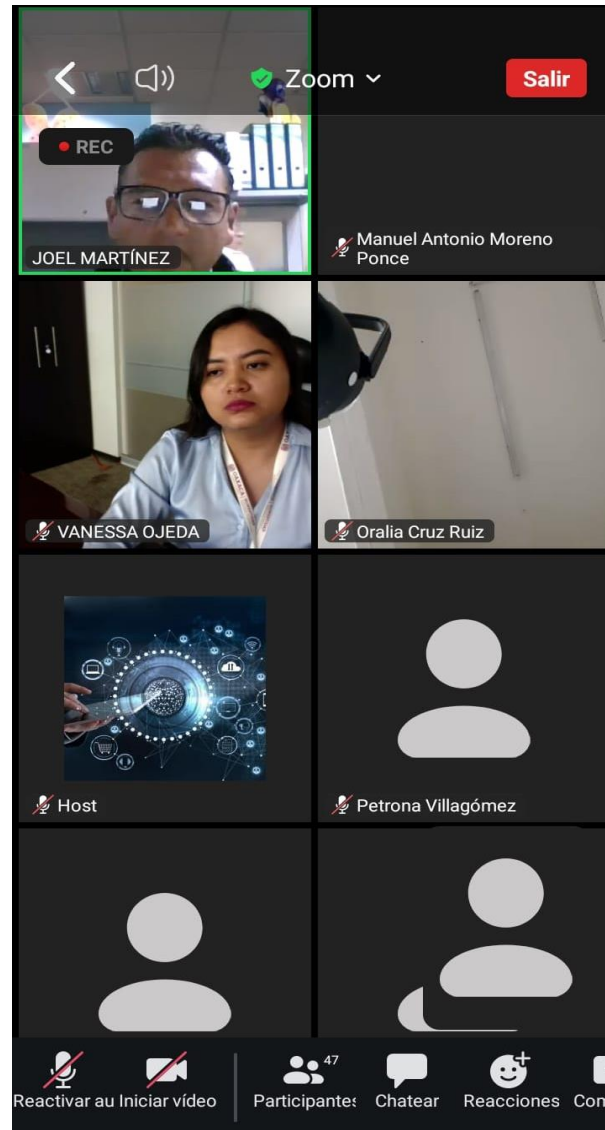 Zoom
Salir
REC
JOEL MARTÍNEZ
Manuel Antonio Moreno
Ponce
VANESSA OJEDA
Oralia Cruz Ruiz
Host
Petrona Villagómez
47
Reactivar au
Iniciar vídeo
Participantes
Chatear
Reacciones
Com